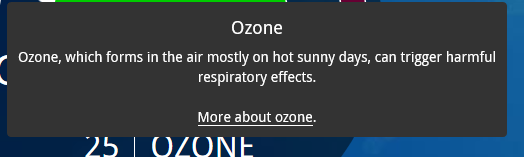 Ozone
Ozone, which forms in the air mostly on hot sunny days, can trigger harmful
respiratory effects.
More about ozone.
25 | OZONE